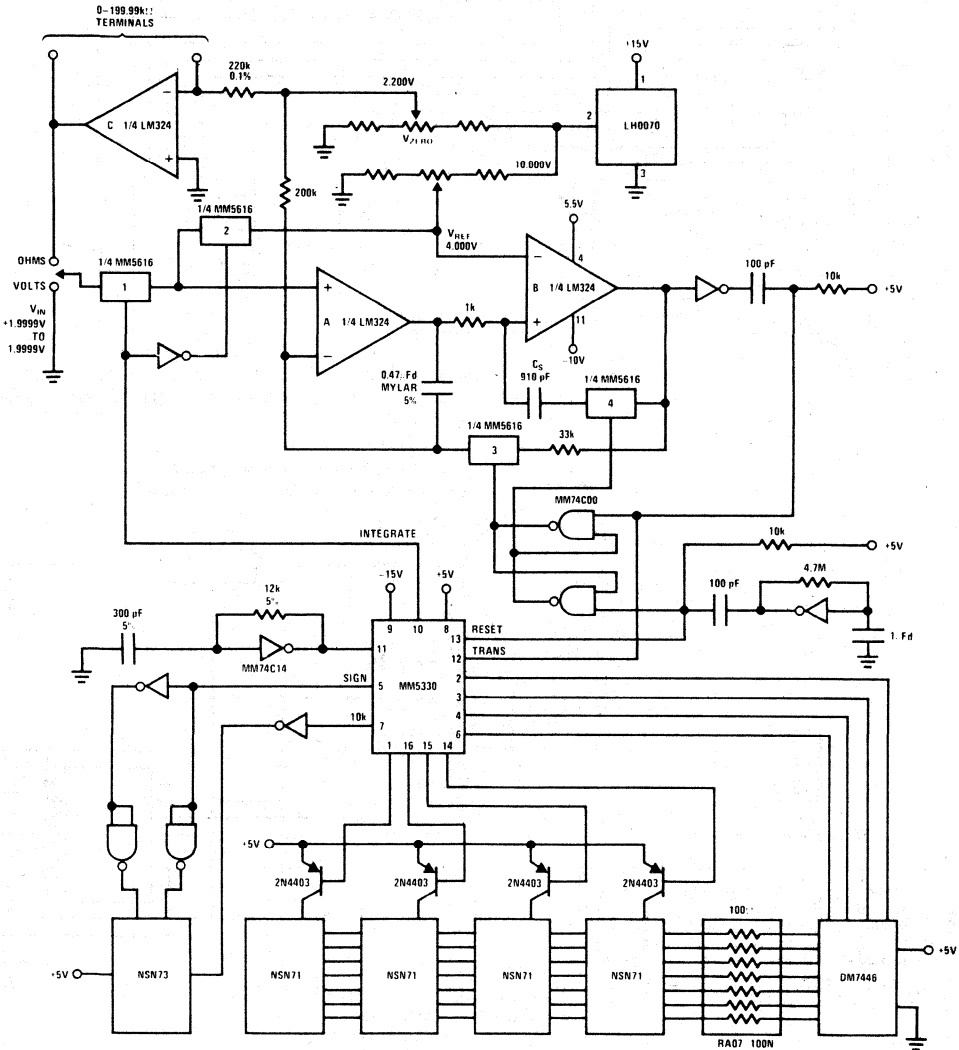 0–199.99kΩ
TERMINALS
+15V
220k
0.1%
2.200V
1
2
LH0070
3
C 1/4 LM324
−
+
VZERO
10.000V
200k
1/4 MM5616
2
VREF
4.000V
5.5V
4
OHMS
VOLTS
VIN
+1.9999V
TO
1.9999V
1/4 MM5616
1
+
A 1/4 LM324
−
1k
−
B 1/4 LM324
+
11
−10V
100 pF
10k
+5V
0.47 Fd
MYLAR
5%
CS
910 pF
1/4 MM5616
4
1/4 MM5616
3
33k
MM74C00
INTEGRATE
10k
+5V
4.7M
100 pF
1. Fd
300 pF
5%
12k
5%
MM74C14
−15V
+5V
9
10
8
13
RESET
12
TRANS
11
MM5330
SIGN
5
10k
7
2
3
4
6
1
16
15
14
+5V
2N4403
2N4403
2N4403
2N4403
100
+5V
NSN73
NSN71
NSN71
NSN71
NSN71
DM7446
+5V
RA07 100N